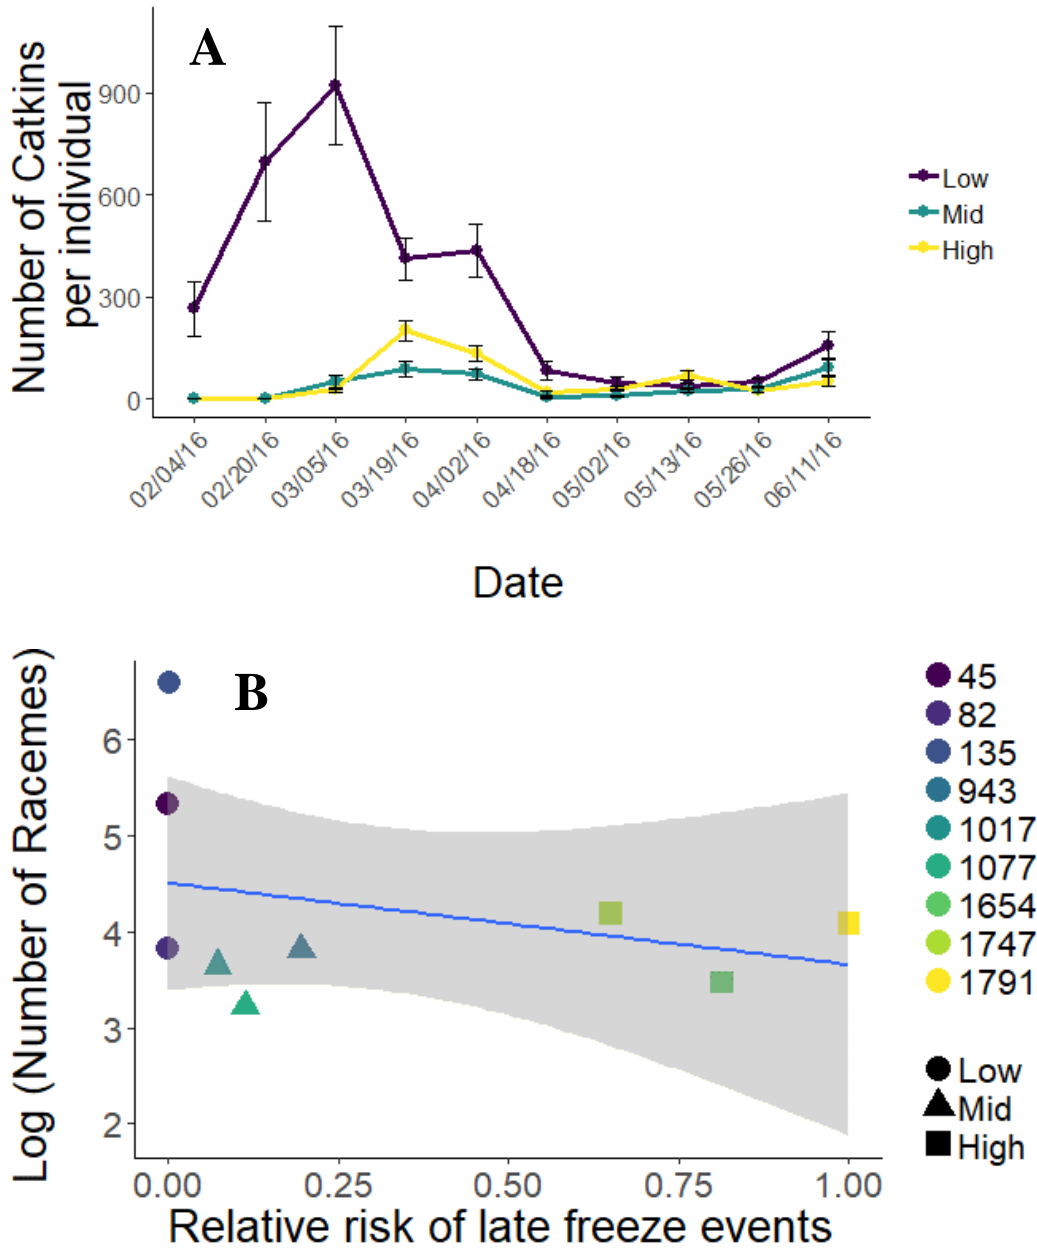 A
Number of Catkins
per individual
900
600
300
0
Low
Mid
High
02/04/16
02/20/16
03/05/16
03/19/16
04/02/16
04/18/16
05/02/16
05/13/16
05/26/16
06/11/16
Date
B
Log (Number of Racemes)
6
5
4
3
2
0.00
0.25
0.50
0.75
1.00
Relative risk of late freeze events
45
82
135
943
1017
1077
1654
1747
1791
Low
Mid
High